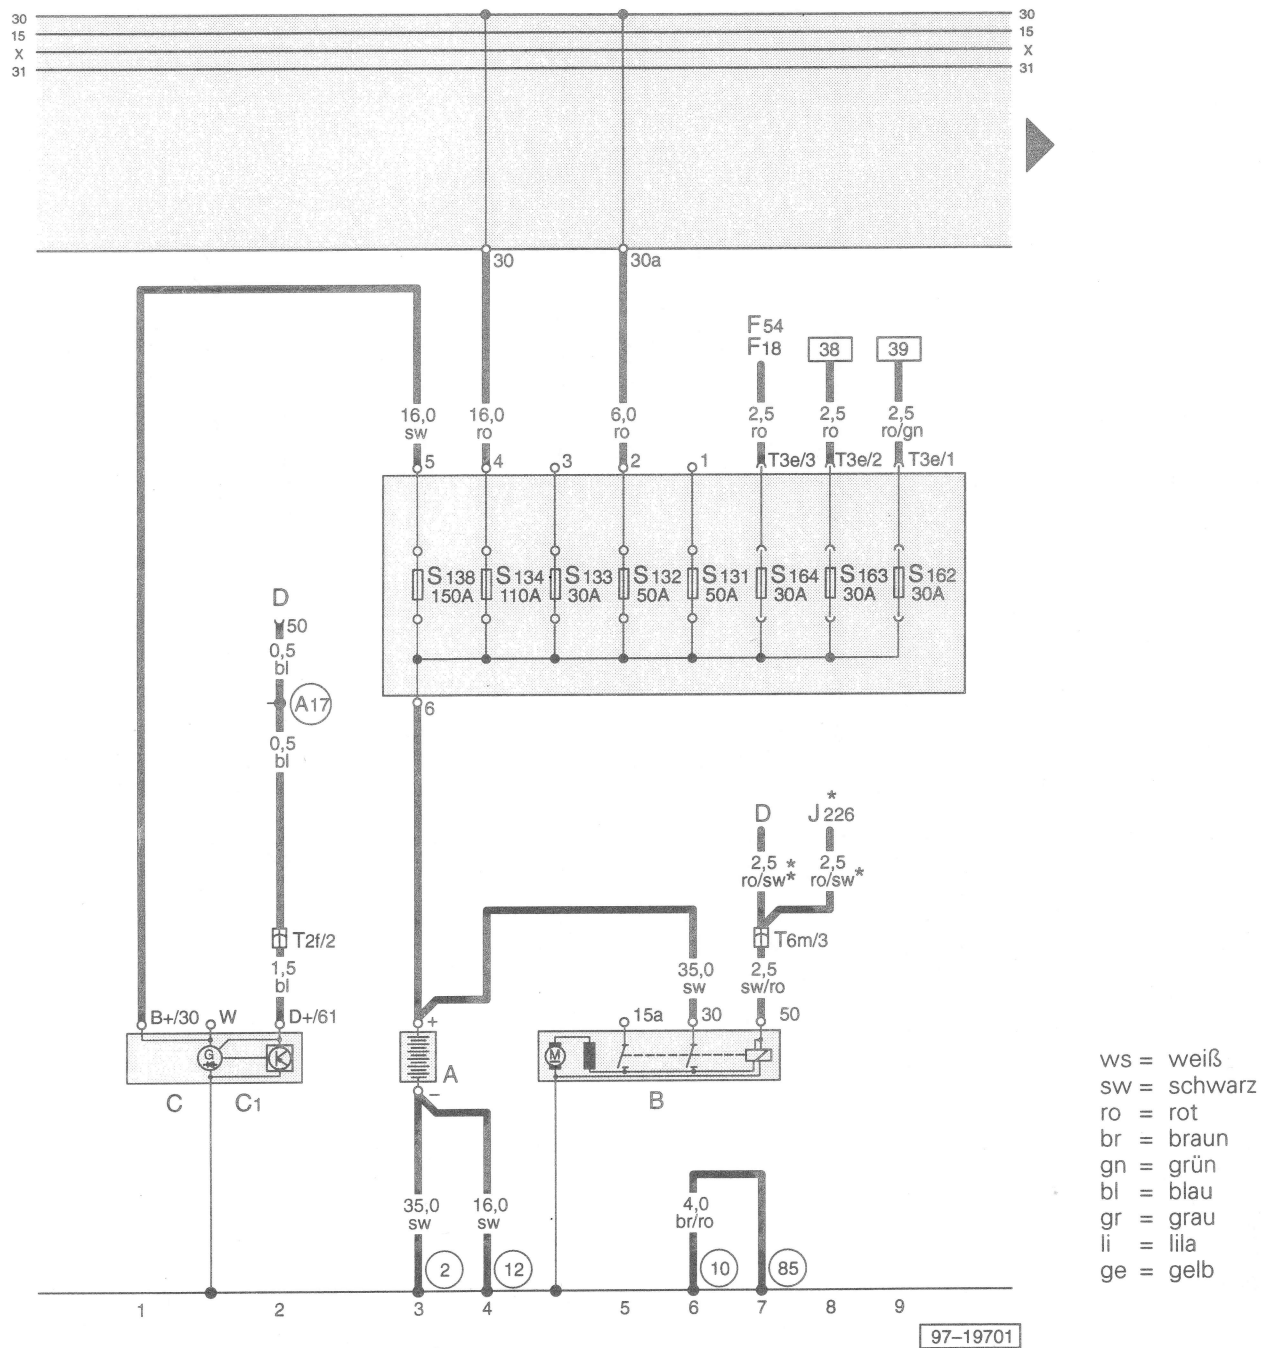 30 30
15 15
X X
31 31
30 30a
F54
F18 38 39
16,0 16,0 6,0 2,5 2,5 2,5
sw ro ro ro ro ro/gn
5 4 3 2 1 T3e/3 T3e/2 T3e/1
S138 S134 S133 S132 S131 S164 S163 S162
150A 110A 30A 50A 50A 30A 30A 30A
D
50
0,5
bl
A17
6
0,5
bl
*
D J226
2,5 * 2,5
ro/sw* ro/sw*
T2f/2 T6m/3
1,5 35,0 2,5
bl sw sw/ro
B+/30 W D+/61 + 15a 30 50
G M
A
–
C C1 B
ws = weiß
sw = schwarz
ro = rot
br = braun
gn = grün
bl = blau
gr = grau
li = lila
ge = gelb
35,0 16,0 4,0
sw sw br/ro
2 12 10 85
1 2 3 4 5 6 7 8 9
97–19701